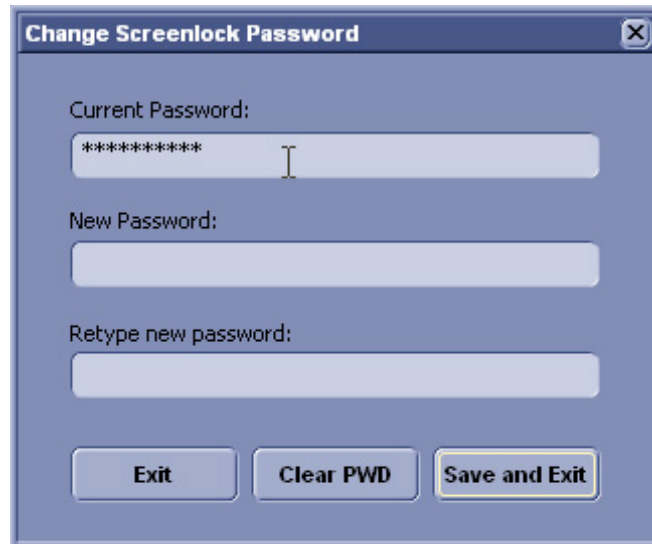 Change Screenlock Password
Current Password:
**********
New Password:
Retype new password:
Exit Clear PWD Save and Exit